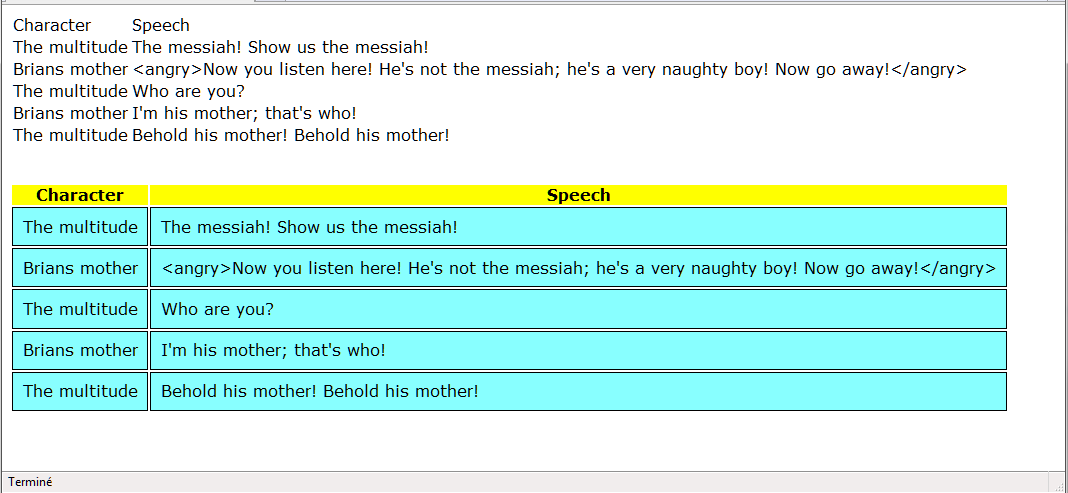 Character Speech
The multitude The messiah! Show us the messiah!
Brians mother <angry>Now you listen here! He's not the messiah; he's a very naughty boy! Now go away!</angry>
The multitude Who are you?
Brians mother I'm his mother; that's who!
The multitude Behold his mother! Behold his mother!
Character Speech
The multitude The messiah! Show us the messiah!
Brians mother <angry>Now you listen here! He's not the messiah; he's a very naughty boy! Now go away!</angry>
The multitude Who are you?
Brians mother I'm his mother; that's who!
The multitude Behold his mother! Behold his mother!
Terminé